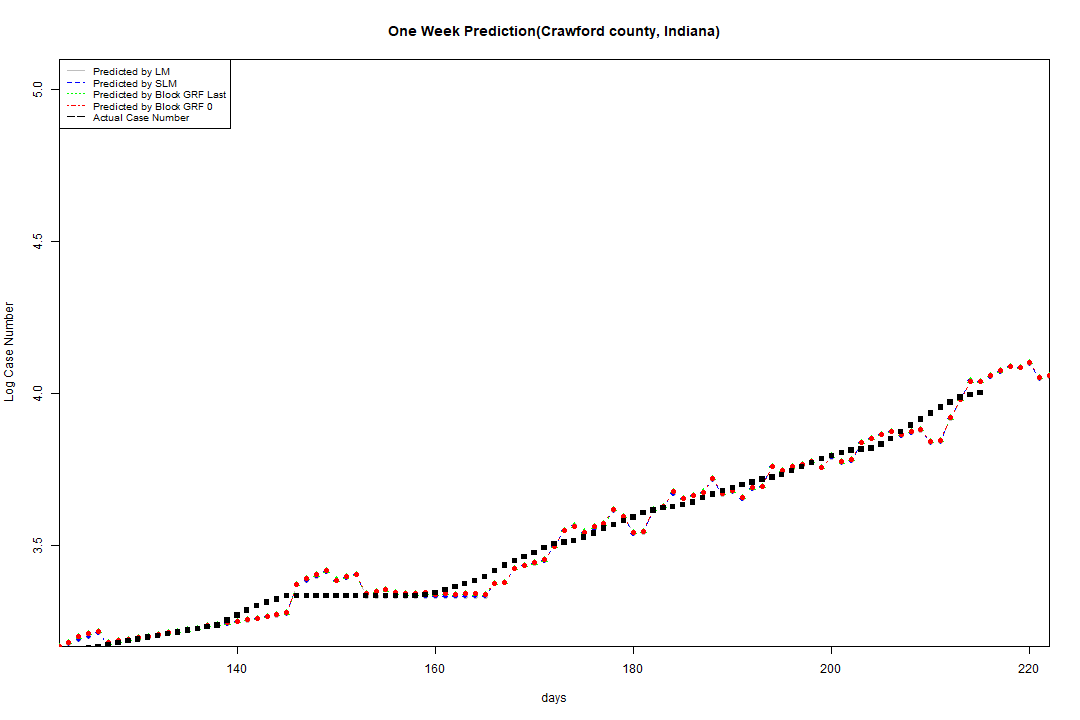 One Week Prediction(Crawford county, Indiana)
Predicted by LM
Predicted by SLM
Predicted by Block GRF Last
Predicted by Block GRF 0
Actual Case Number
5.0
4.5
4.0
3.5
Log Case Number
140 160 180 200 220
days